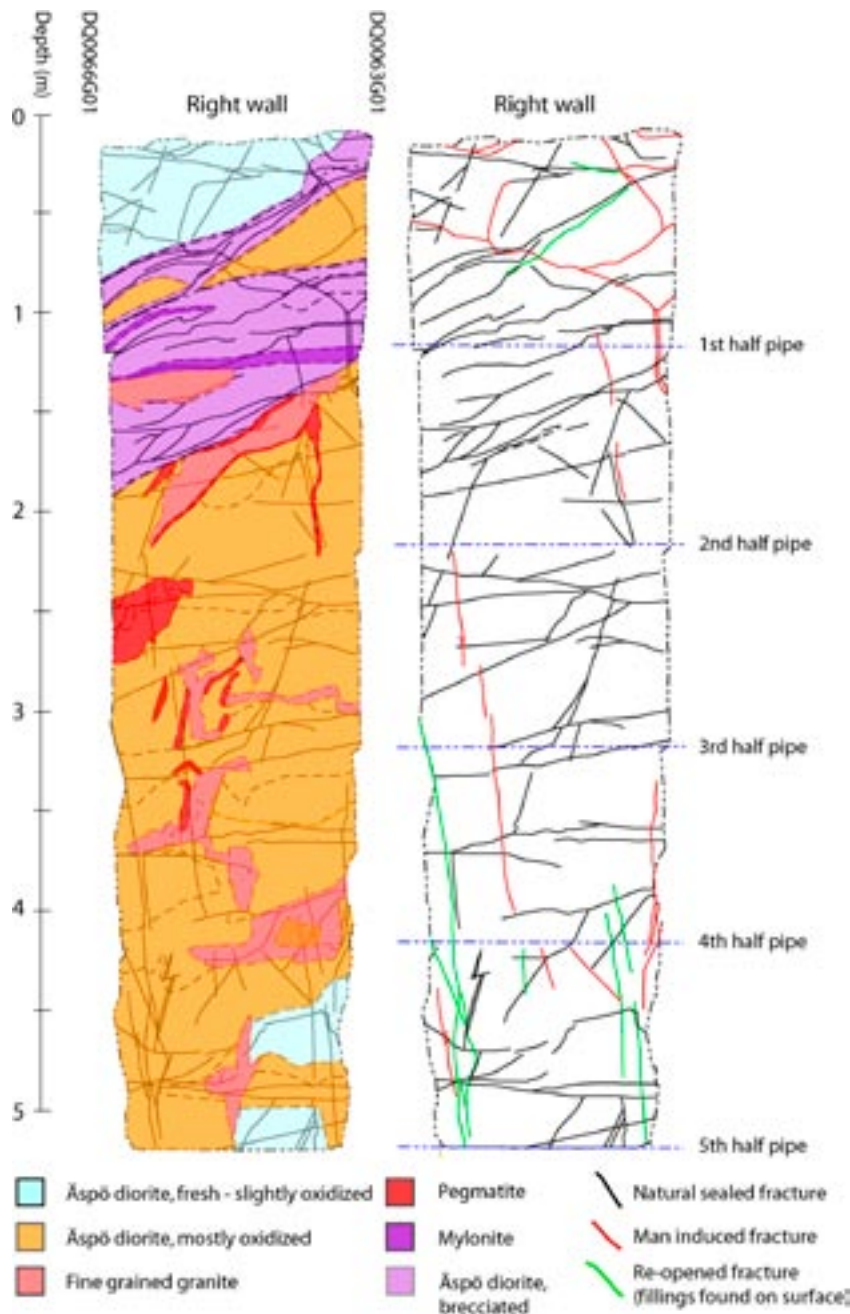 Depth (m)
DQ0066G01
DQ0063G01
Right wall
Right wall
0
1
2
3
4
5
1st half pipe
2nd half pipe
3rd half pipe
4th half pipe
5th half pipe
Äspö diorite, fresh - slightly oxidized
Äspö diorite, mostly oxidized
Fine grained granite
Pegmatite
Mylonite
Äspö diorite,
brecciated
Natural sealed fracture
Man induced fracture
Re-opened fracture
(fillings found on surface)